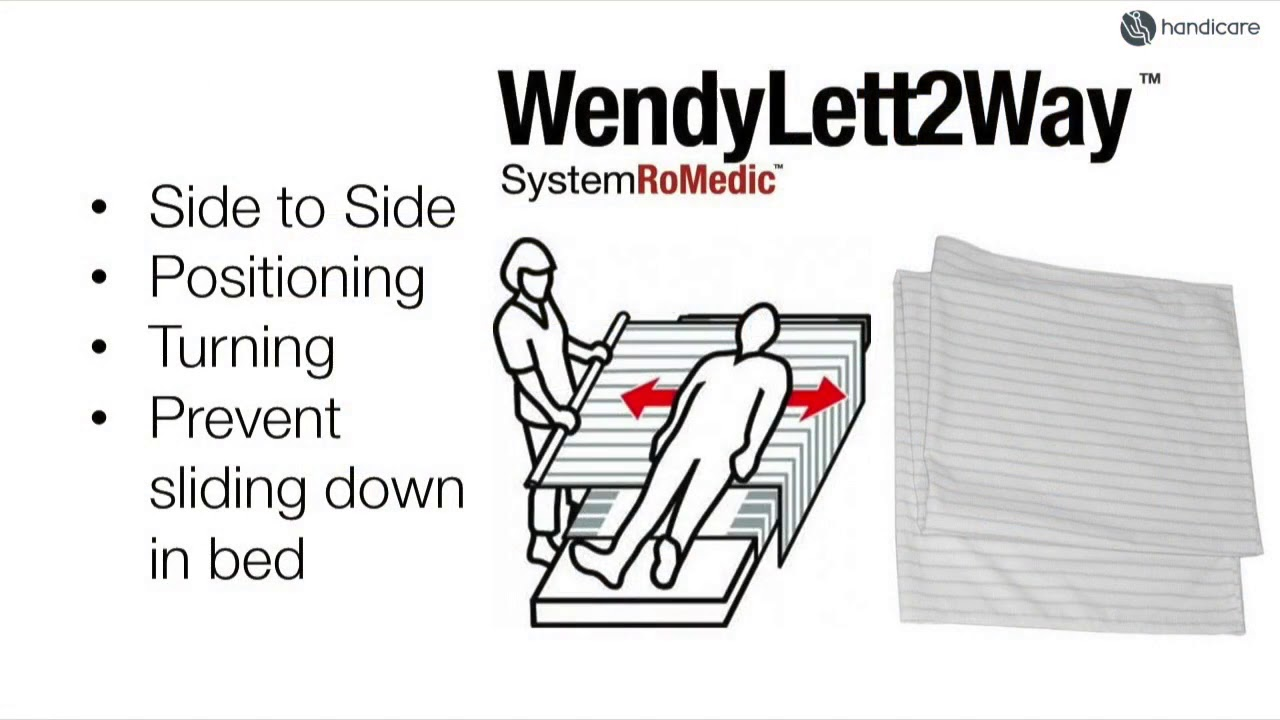 handicare
WendyLett2Way™
SystemRoMedic™
• Side to Side
• Positioning
• Turning
• Prevent
sliding down
in bed